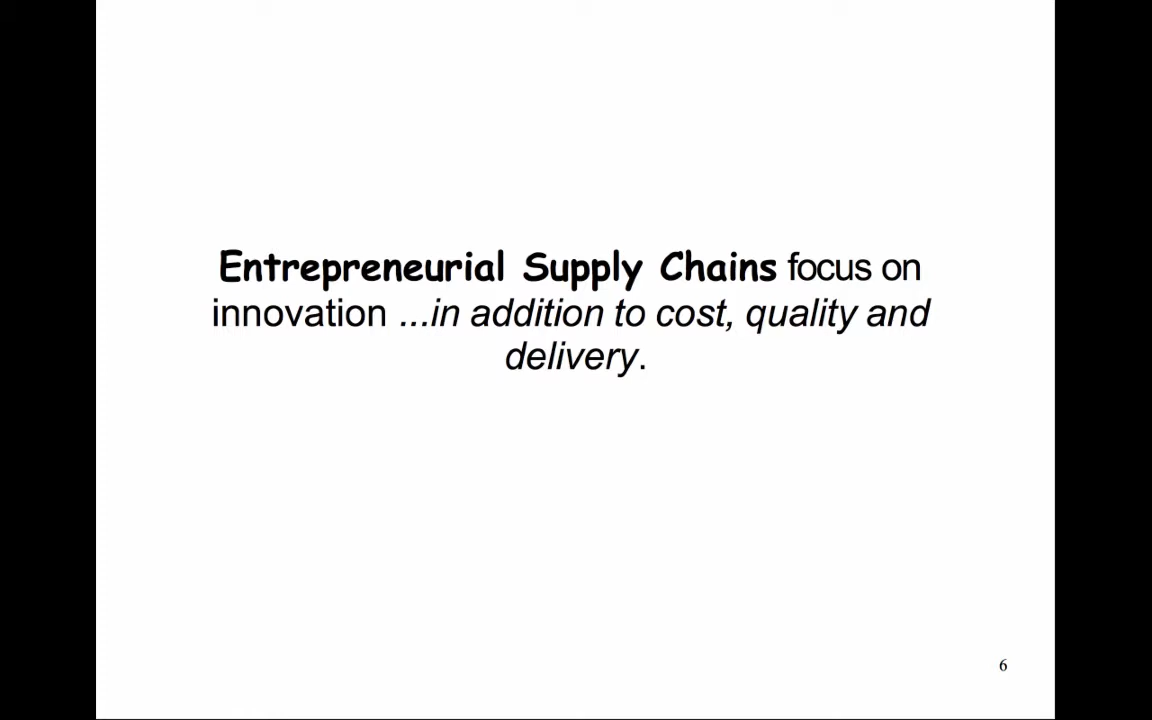 Entrepreneurial Supply Chains focus on
innovation ...in addition to cost, quality and
delivery.
6